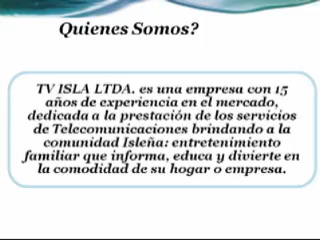 Quienes Somos?
TV ISLA LTDA. es una empresa con 15
años de experiencia en el mercado,
dedicada a la prestación de los servicios
de Telecomunicaciones brindando a la
comunidad Isleña: entretenimiento
familiar que informa, educa y divierte en
la comodidad de su hogar o empresa.